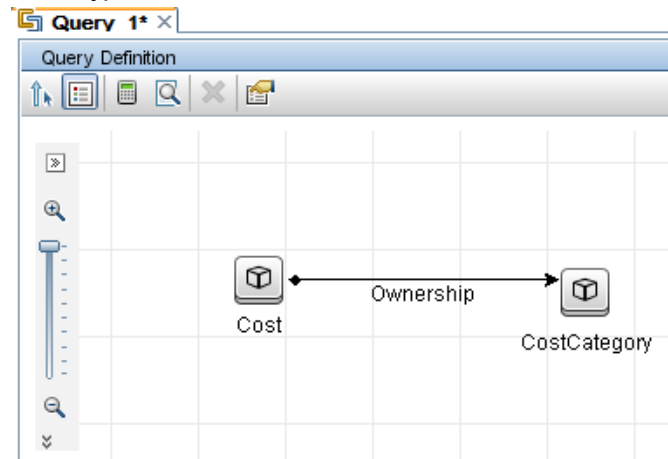 Query 1*
Query Definition
Ownership
Cost
CostCategory